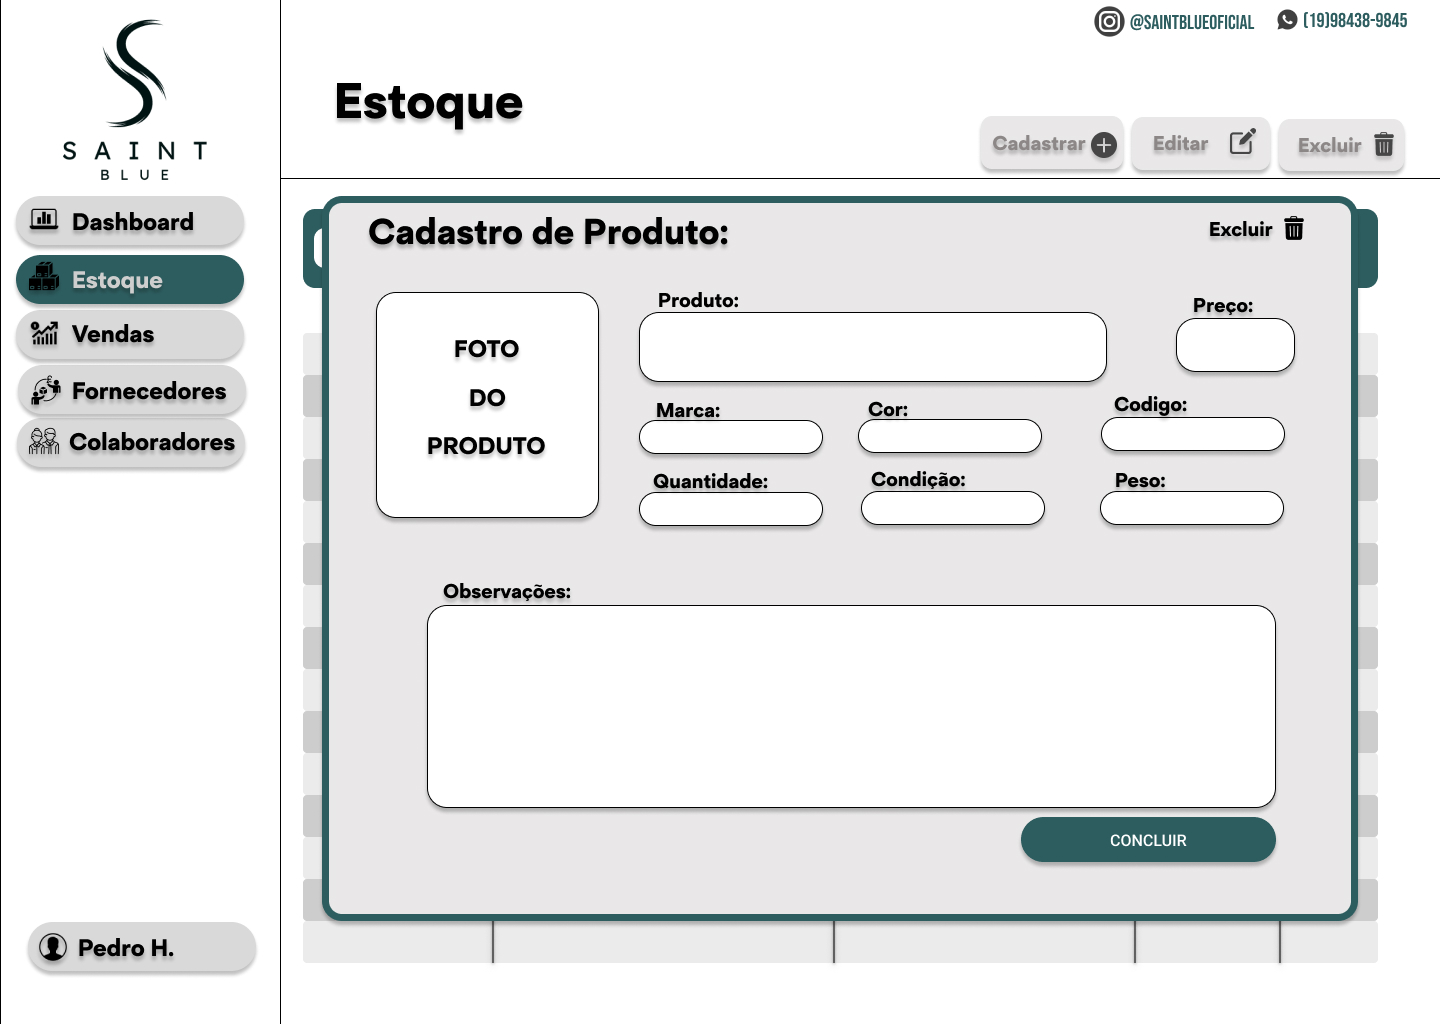 @SAINTBLUEOFICIAL
(19)98438-9845
SAINT
BLUE
Estoque
Cadastrar
Editar
Excluir
Dashboard
Estoque
Vendas
Fornecedores
Colaboradores
Pedro H.
Cadastro de Produto:
Excluir
FOTO
DO
PRODUTO
Produto:
Preço:
Marca:
Cor:
Codigo:
Quantidade:
Condição:
Peso:
Observações:
CONCLUIR